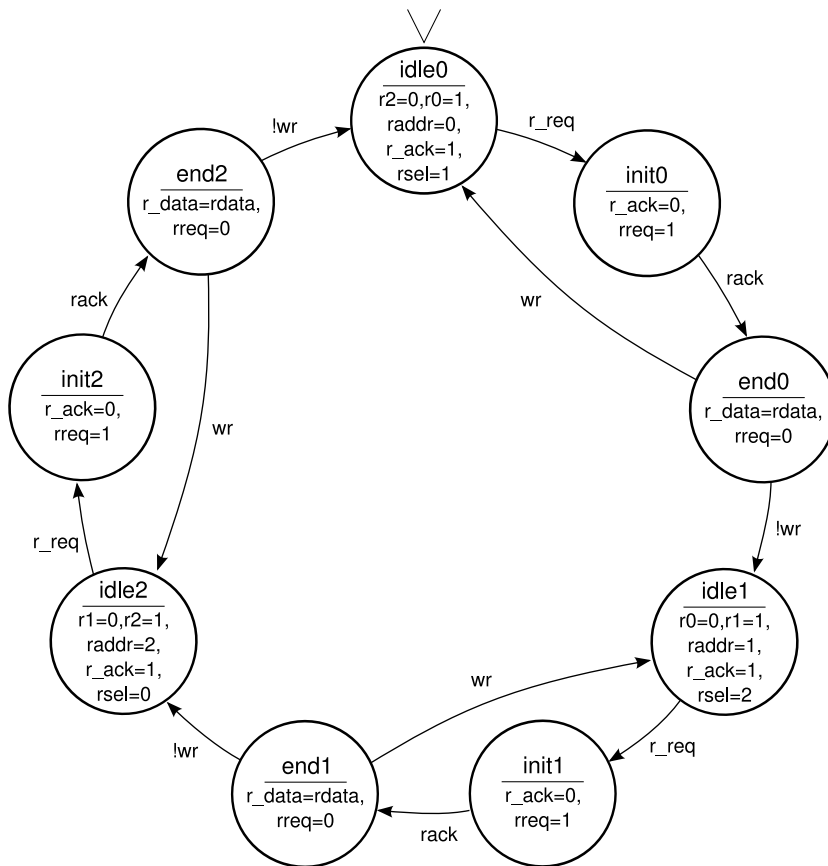 idle0
r2=0,r0=1,
raddr=0,
r_ack=1,
rsel=1
r_req
init0
r_ack=0,
rreq=1
rack
end0
r_data=rdata,
rreq=0
wr
!wr
idle1
r0=0,r1=1,
raddr=1,
r_ack=1,
rsel=2
r_req
init1
r_ack=0,
rreq=1
rack
end1
r_data=rdata,
rreq=0
wr
!wr
idle2
r1=0,r2=1,
raddr=2,
r_ack=1,
rsel=0
r_req
init2
r_ack=0,
rreq=1
rack
end2
r_data=rdata,
rreq=0
wr
!wr